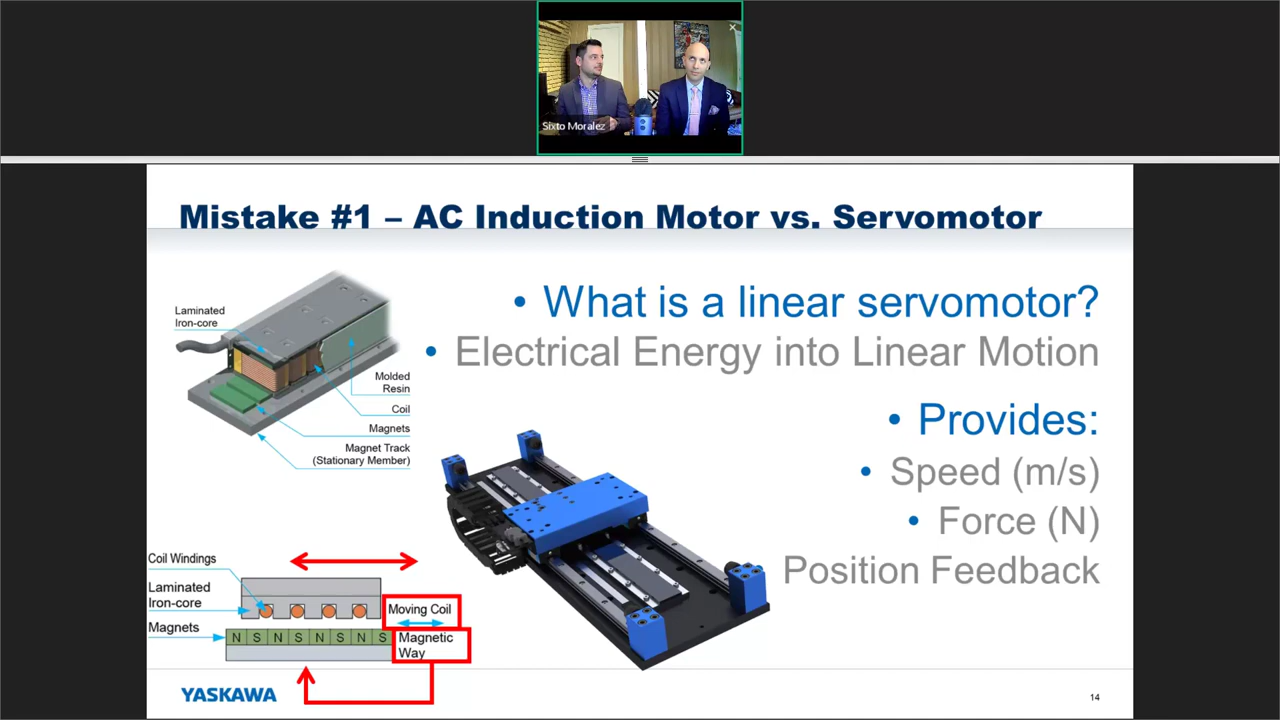 Sixto Moralez
Mistake #1 – AC Induction Motor vs. Servomotor
Laminated
Iron-core
Molded
Resin
Coil
Magnets
Magnet Track
(Stationary Member)
• What is a linear servomotor?
• Electrical Energy into Linear Motion
• Provides:
• Speed (m/s)
• Force (N)
Position Feedback
Coil Windings
Laminated
Iron-core
Magnets
N S N S N S N S
Moving Coil
Magnetic
Way
YASKAWA
14